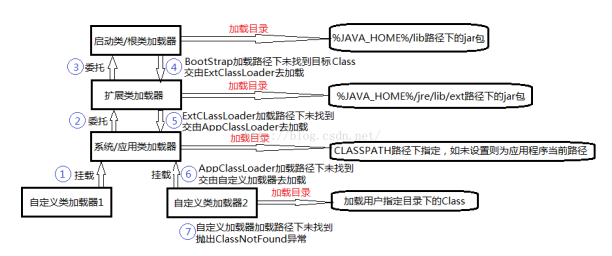 加载目录
启动类/根类加载器
%JAVA_HOME%/lib路径下的jar包
③ 委托
④ BootStrap加载路径下未找到目标Class
交由ExtClassLoader去加载
加载目录
扩展类加载器
%JAVA_HOME%/jre/lib/ext路径下的jar包
② 委托
⑤ ExtCLassLoader加载路径下未找到
交由AppClassLoader去加载
http://blog.csdn.net/
加载目录
系统/应用类加载器
CLASSPATH路径下指定，如未设置则为应用程序当前路径
① 挂载
挂载
⑥ AppClassLoader加载路径下未找到
交由自定义加载器去加载
加载目录
自定义类加载器1
自定义类加载器2
加载用户指定目录下的Class
⑦ 自定义加载器加载路径下未找到
抛出ClassNotFound异常